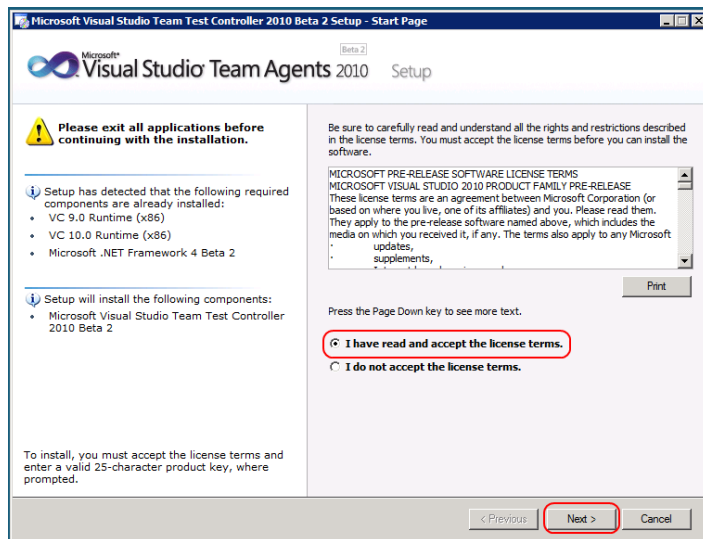 Microsoft Visual Studio Team Test Controller 2010 Beta 2 Setup - Start Page
Beta 2
Microsoft®
Visual Studio Team Agents 2010 Setup
Please exit all applications before
continuing with the installation.
Setup has detected that the following required
components are already installed:
• VC 9.0 Runtime (x86)
• VC 10.0 Runtime (x86)
• Microsoft .NET Framework 4 Beta 2
Setup will install the following components:
• Microsoft Visual Studio Team Test Controller
2010 Beta 2
To install, you must accept the license terms and
enter a valid 25-character product key, where
prompted.
Be sure to carefully read and understand all the rights and restrictions described
in the license terms. You must accept the license terms before you can install the
software.
MICROSOFT PRE-RELEASE SOFTWARE LICENSE TERMS
MICROSOFT VISUAL STUDIO 2010 PRODUCT FAMILY PRE-RELEASE
These license terms are an agreement between Microsoft Corporation (or
based on where you live, one of its affiliates) and you. Please read them.
They apply to the pre-release software named above, which includes the
media on which you received it, if any. The terms also apply to any Microsoft
· updates,
· supplements,
Print
Press the Page Down key to see more text.
I have read and accept the license terms.
I do not accept the license terms.
< Previous
Next >
Cancel